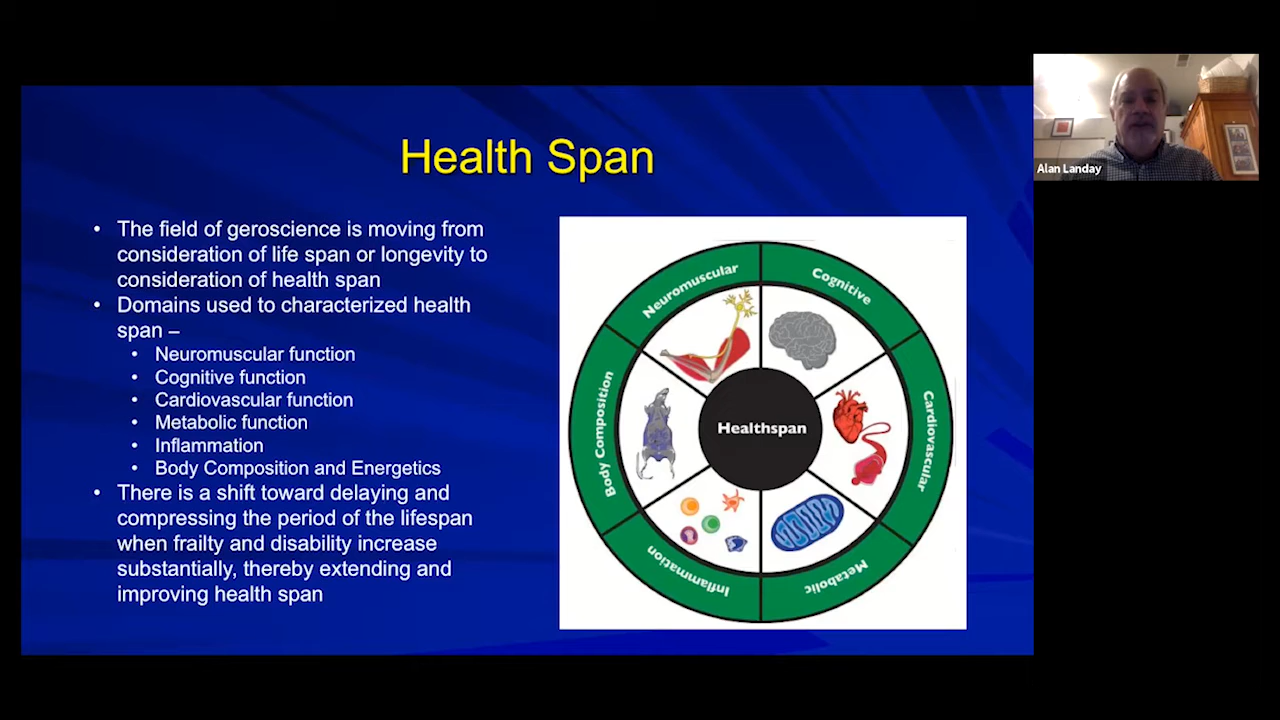 Health Span
• The field of geroscience is moving from
consideration of life span or longevity to
consideration of health span
• Domains used to characterized health
span –
• Neuromuscular function
• Cognitive function
• Cardiovascular function
• Metabolic function
• Inflammation
• Body Composition and Energetics
• There is a shift toward delaying and
compressing the period of the lifespan
when frailty and disability increase
substantially, thereby extending and
improving health span
Neuromuscular
Cognitive
Cardiovascular
Metabolic
Inflammation
Body Composition
Healthspan
Alan Landay